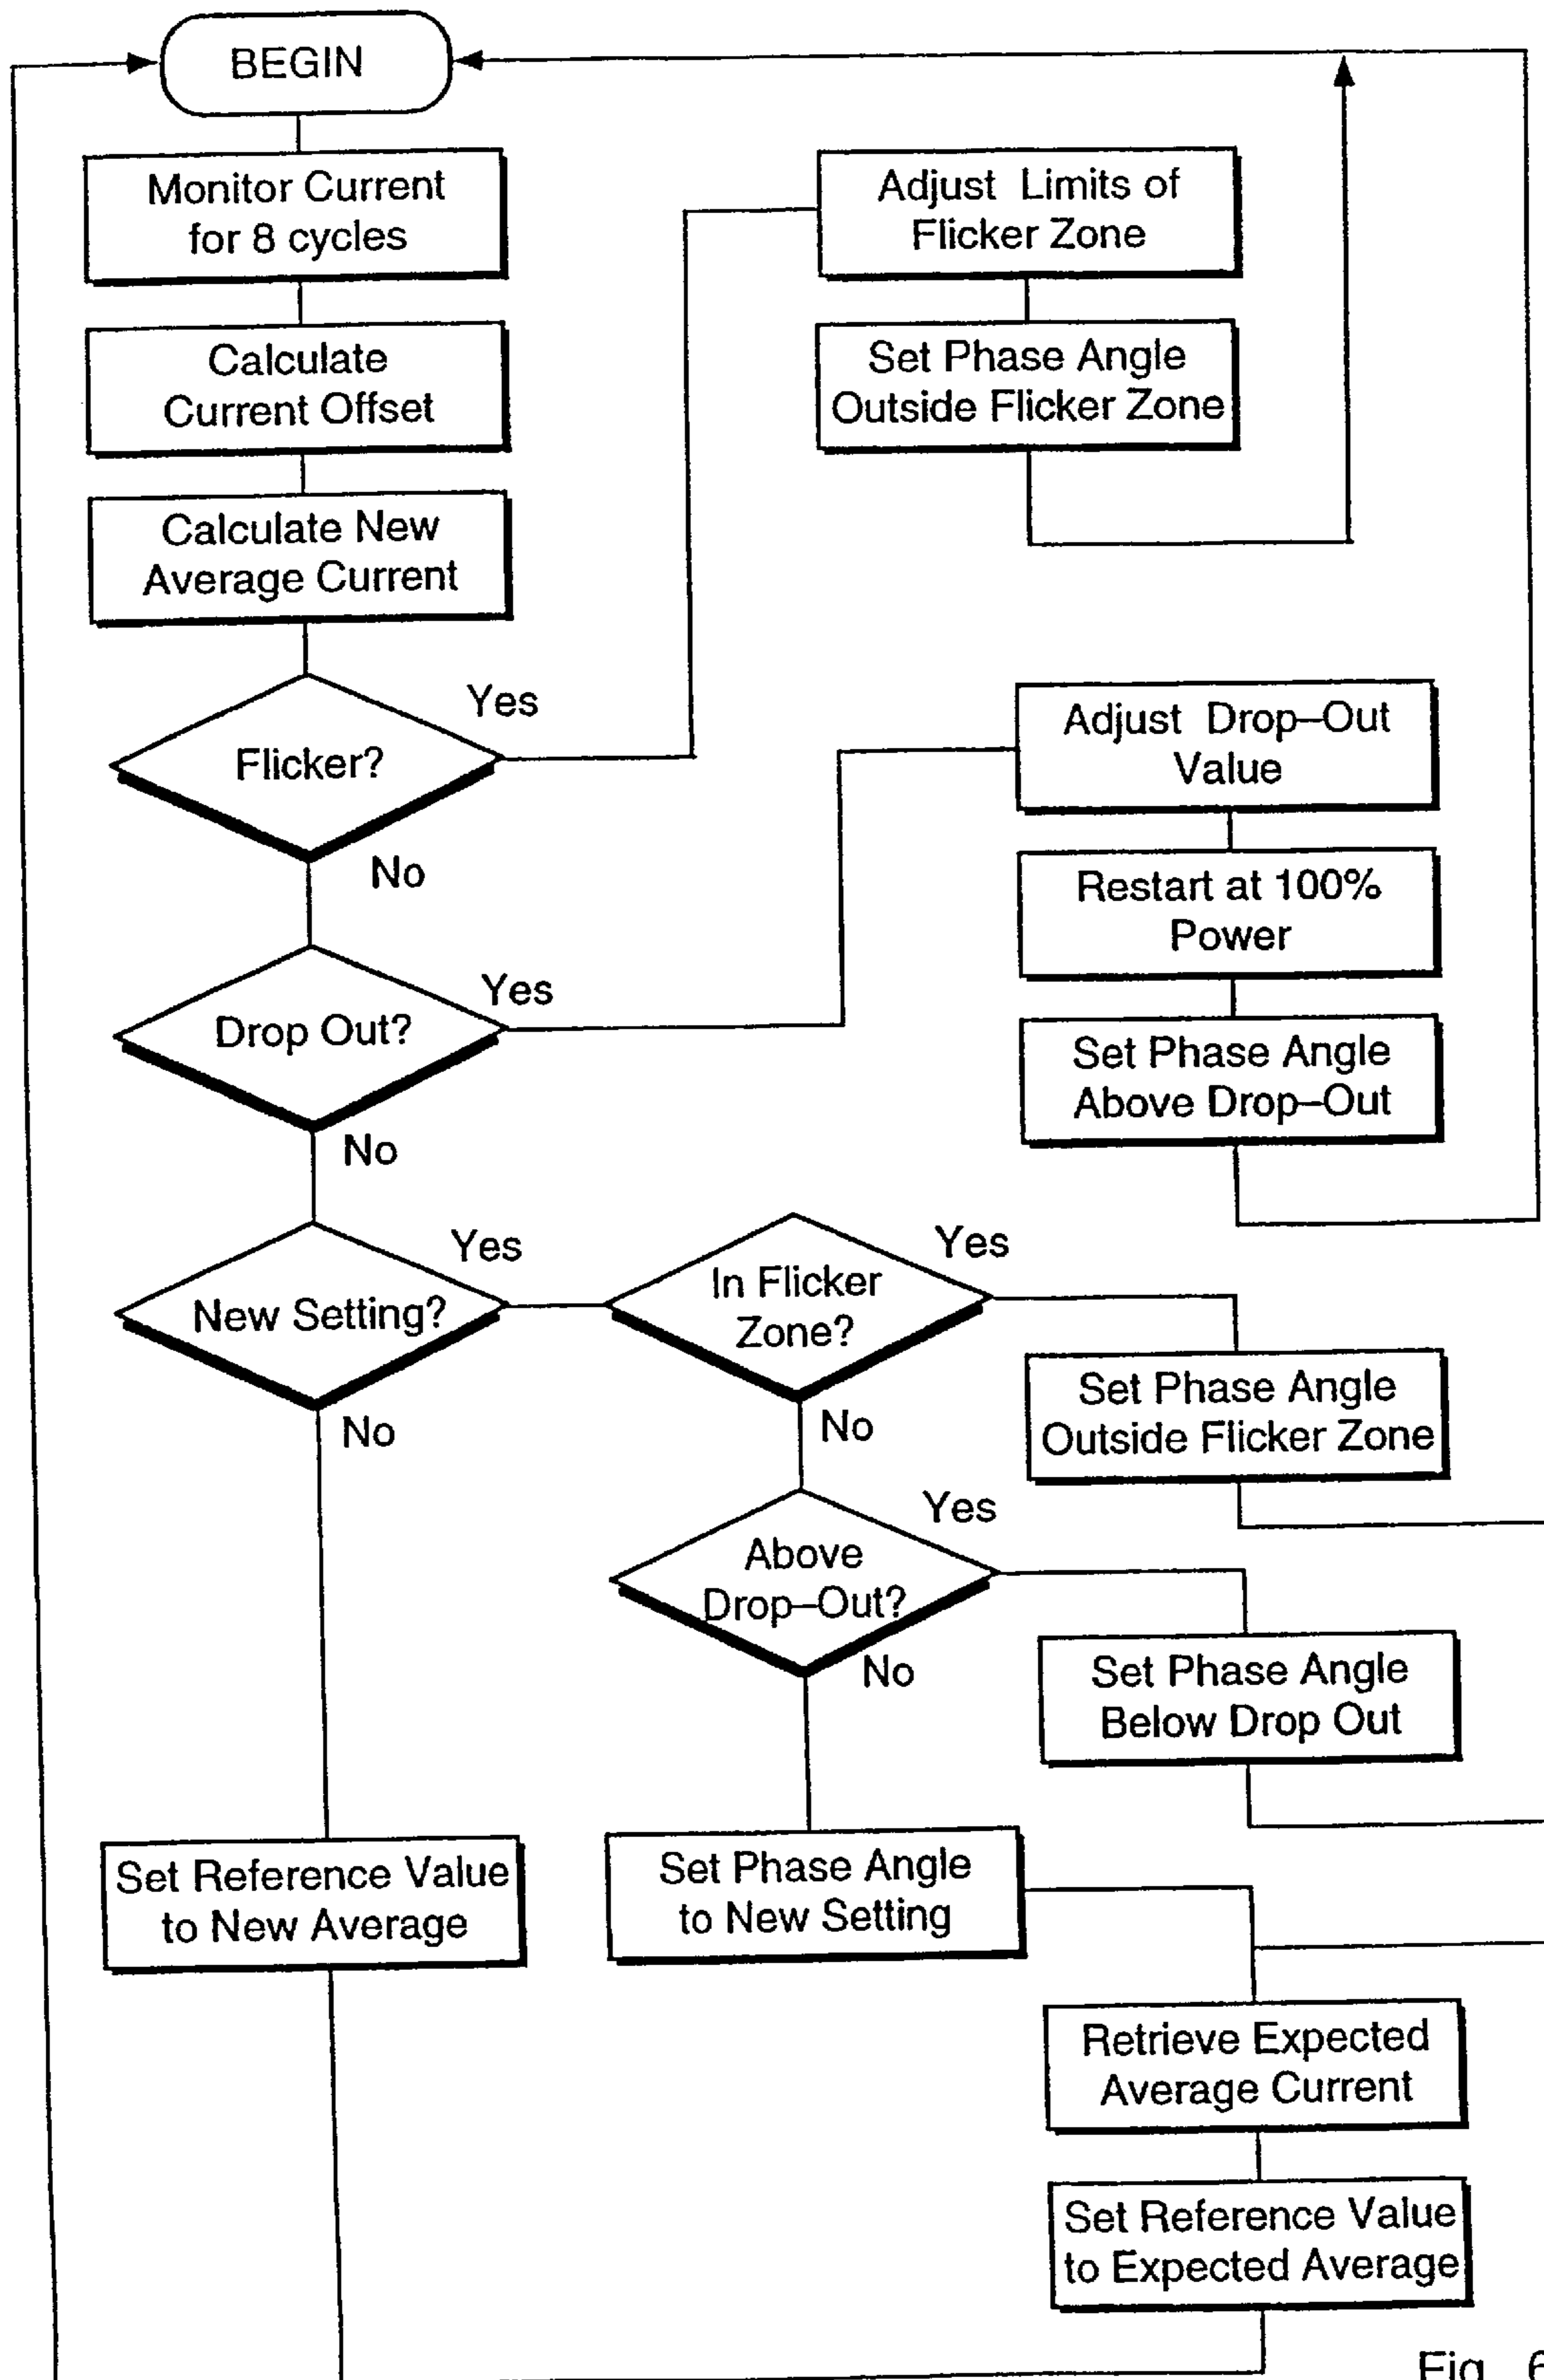 BEGIN
Monitor Current
for 8 cycles
Calculate
Current Offset
Calculate New
Average Current
Flicker?
Yes
No
Adjust Limits of
Flicker Zone
Set Phase Angle
Outside Flicker Zone
Drop Out?
Yes
No
Adjust Drop–Out
Value
Restart at 100%
Power
Set Phase Angle
Above Drop–Out
New Setting?
Yes
No
In Flicker
Zone?
Yes
No
Set Phase Angle
Outside Flicker Zone
Above
Drop–Out?
Yes
No
Set Phase Angle
Below Drop Out
Set Reference Value
to New Average
Set Phase Angle
to New Setting
Retrieve Expected
Average Current
Set Reference Value
to Expected Average
Fig. 6